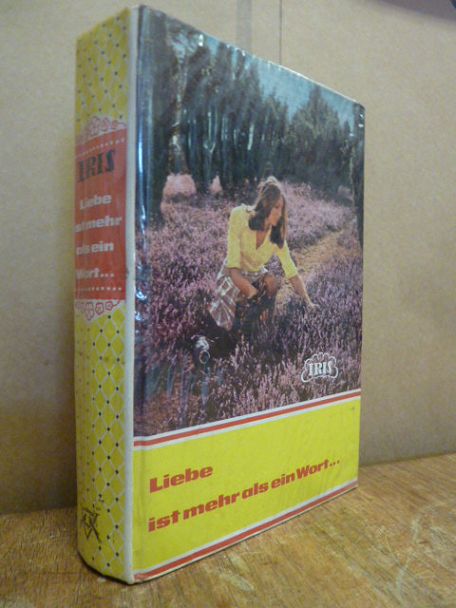 IRIS
Liebe
ist mehr
als ein
Wort...
IRIS
Liebe
ist mehr als ein Wort...